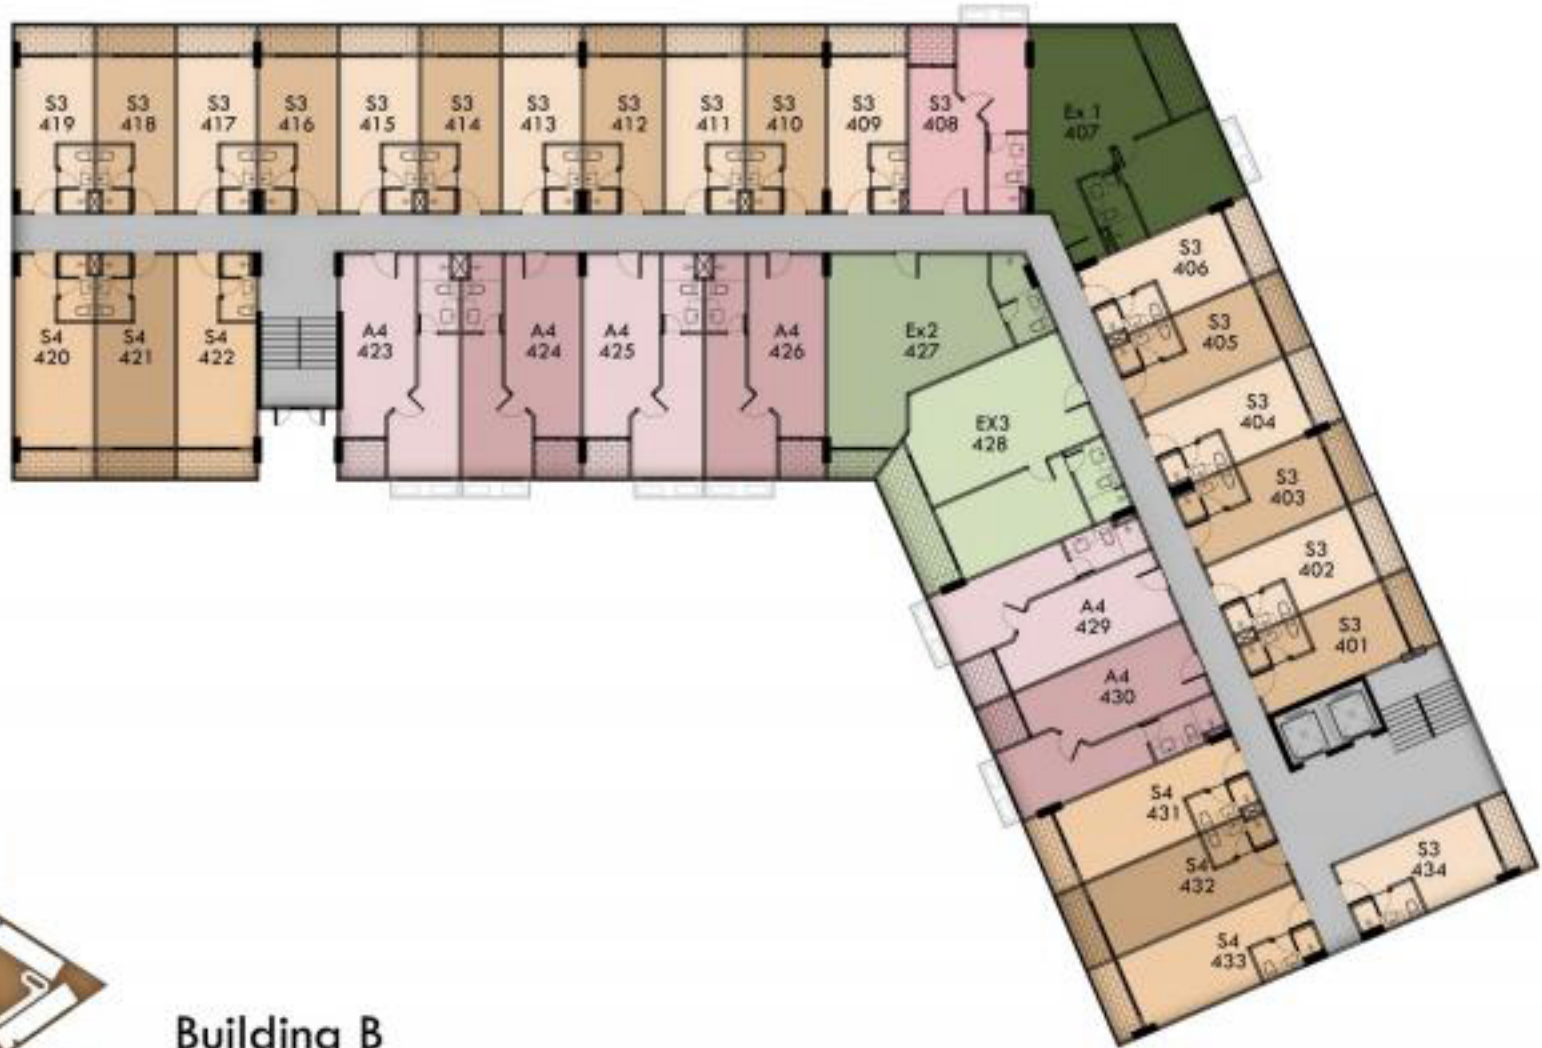 S3
419
S3
418
S3
417
S3
416
S3
415
S3
414
S3
413
S3
412
S3
411
S3
410
S3
409
S3
408
Ex 1
407
S3
406
S3
405
S3
404
S3
403
S3
402
S3
401
S4
420
S4
421
S4
422
A4
423
A4
424
A4
425
A4
426
Ex2
427
EX3
428
A4
429
A4
430
S4
431
S4
432
S4
433
S3
434
Building B